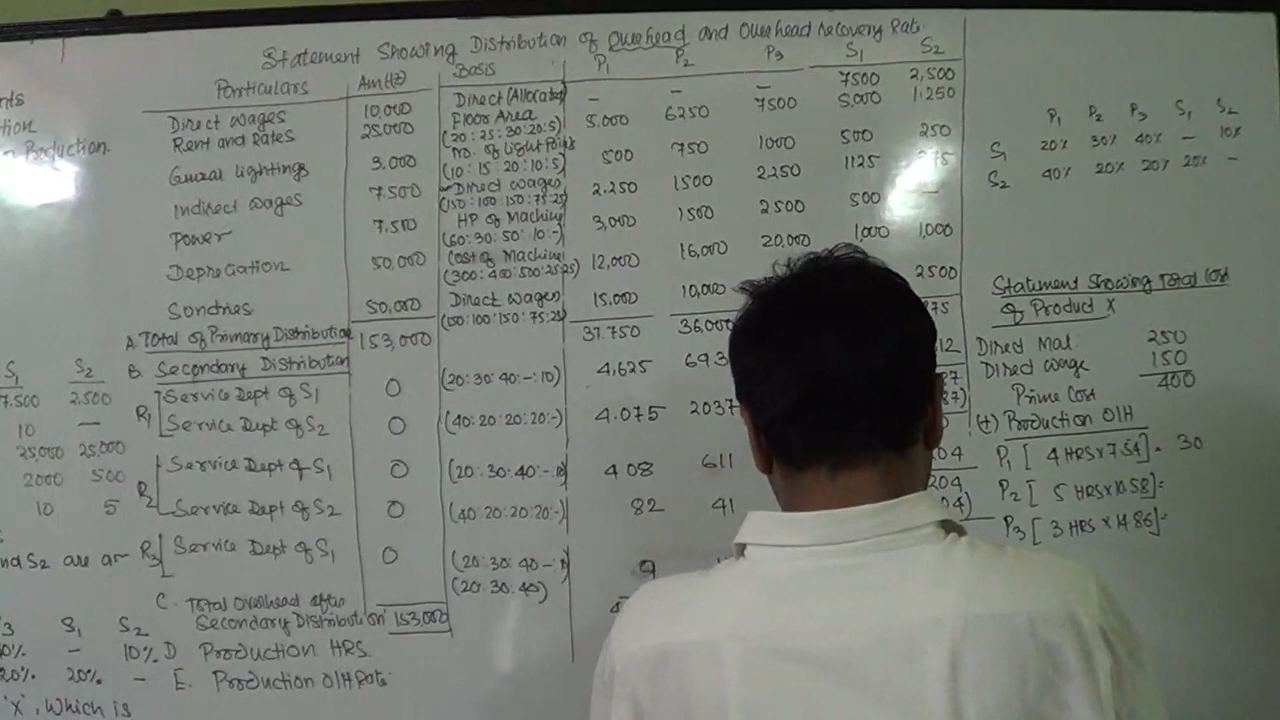 Statement Showing Distribution of Overhead and Overhead recovery Rate
Particulars Amt(₹) Basis P1 P2 P3 S1 S2
Direct wages 10,000 Direct (Allocated) – – – 7500 2,500
Rent and Rates 25,000 Floor Area (20:25:30:20:5) 5.000 6250 7500 5,000 1.250
General lightings 3.000 No. of Light Points (10:15:20:10:5) 500 750 1000 500 250
Indirect wages 7.500 Direct wages (150:100:150:75:25) 2.250 1500 2250 1125
Power 7,500 HP of Machine (60:30:50:10:-) 3,000 1500 2500 500 –
Depreciation 50,000 Cost of Machine (300:400:500:25:25) 12,000 16,000 20,000 1,000 1,000
Sundries 50,000 Direct wages (150:100:150:75:25) 15.000 10,000 2500
A. Total of Primary Distribution 153,000 37.750 36,000
B. Secondary Distribution
R1 Service Dept of S1 0 (20:30:40:-:10) 4,625
Service Dept of S2 0 (40:20:20:20:-) 4.075 2037
R2 Service Dept of S1 0 (20:30:40:-:10) 408 611
Service Dept of S2 0 (40:20:20:20:-) 82 41
R3 Service Dept of S1 0 (20:30:40:-:10) 9
(20:30:40)
C. Total Overhead after
Secondary Distribution 153,000
D Production HRS.
E. Production O/H Rate:
P1 P2 P3 S1 S2
S1 20% 30% 40% – 10%
S2 40% 20% 20% 20% –
Statement Showing Total Cost
of Product X
Direct Mat. 250
Direct wage 150
Prime Cost 400
(+) Production O/H
P1 [4 HRS x 7.54] = 30
P2 [5 HRS x 10.58] =
P3 [3 HRS x 14.86] =
Production.
S1 S2
7.500 2.500
10 –
25,000 25,000
2000 500
10 5
and S2 are
S1 S2
– 10%
20% 20% –
'X', Which is